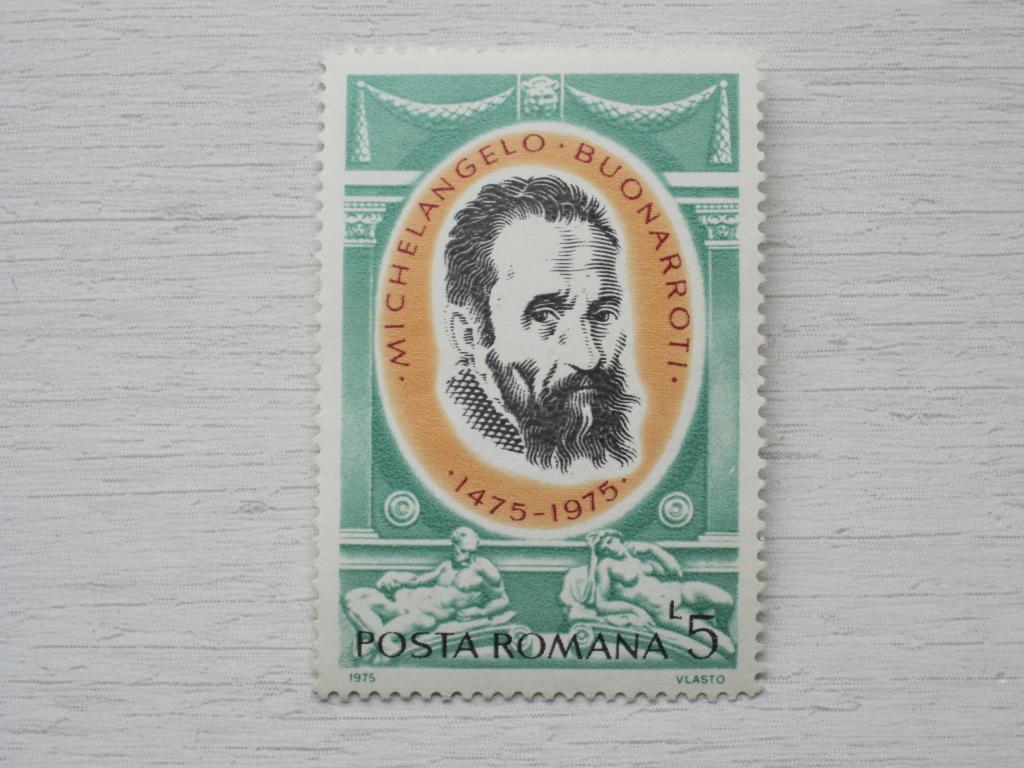 ·MICHELANGELO·BUONARROTI·
·1475-1975·
POSTA ROMANA L5
1975 VLASTO